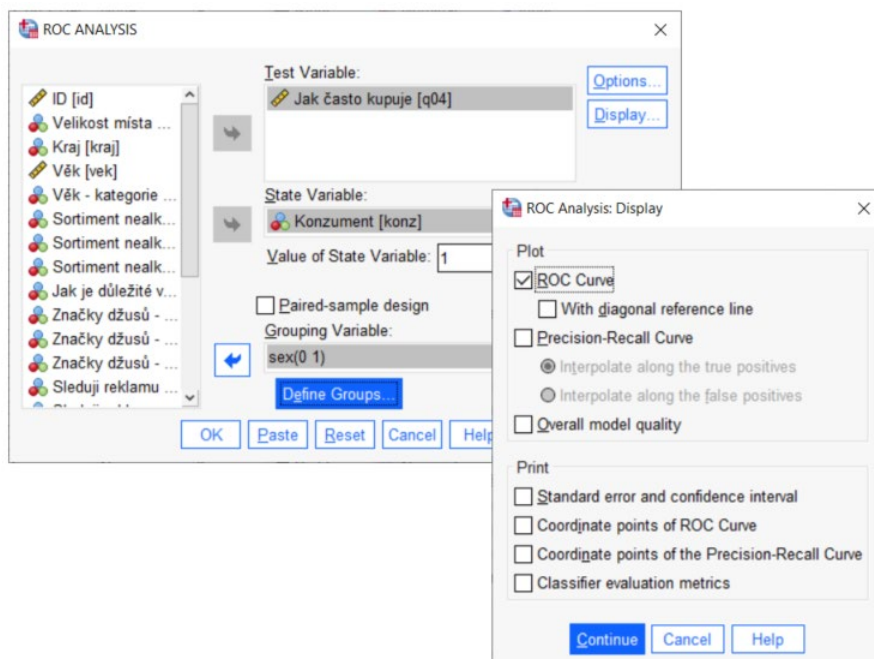 ROC ANALYSIS
ID [id]
Velikost místa ...
Kraj [kraj]
Věk [vek]
Věk - kategorie ...
Sortiment nealk...
Sortiment nealk...
Sortiment nealk...
Jak je důležité v...
Značky džusů - ...
Značky džusů - ...
Značky džusů - ...
Sleduji reklamu ...
Test Variable:
Jak často kupuje [q04]
State Variable:
Konzument [konz]
Value of State Variable: 1
Paired-sample design
Grouping Variable:
sex(0 1)
Define Groups...
Options...
Display...
OK Paste Reset Cancel Help
ROC Analysis: Display
Plot
ROC Curve
With diagonal reference line
Precision-Recall Curve
Interpolate along the true positives
Interpolate along the false positives
Overall model quality
Print
Standard error and confidence interval
Coordinate points of ROC Curve
Coordinate points of the Precision-Recall Curve
Classifier evaluation metrics
Continue Cancel Help